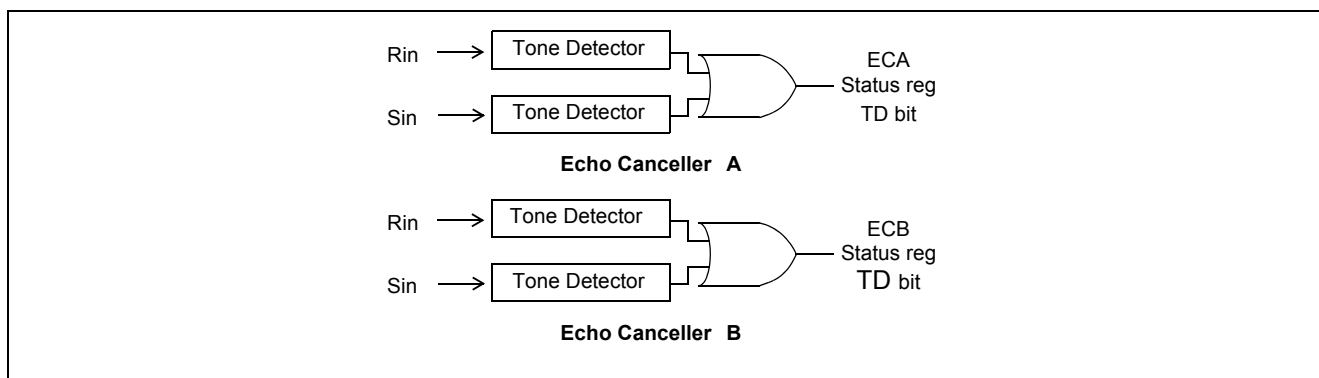 Rin
Tone Detector
Sin
Tone Detector
ECA
Status reg
TD bit
Echo Canceller A
Rin
Tone Detector
Sin
Tone Detector
ECB
Status reg
TD bit
Echo Canceller B